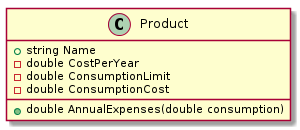 C Product
string Name
double CostPerYear
double ConsumptionLimit
double ConsumptionCost
double AnnualExpenses(double consumption)